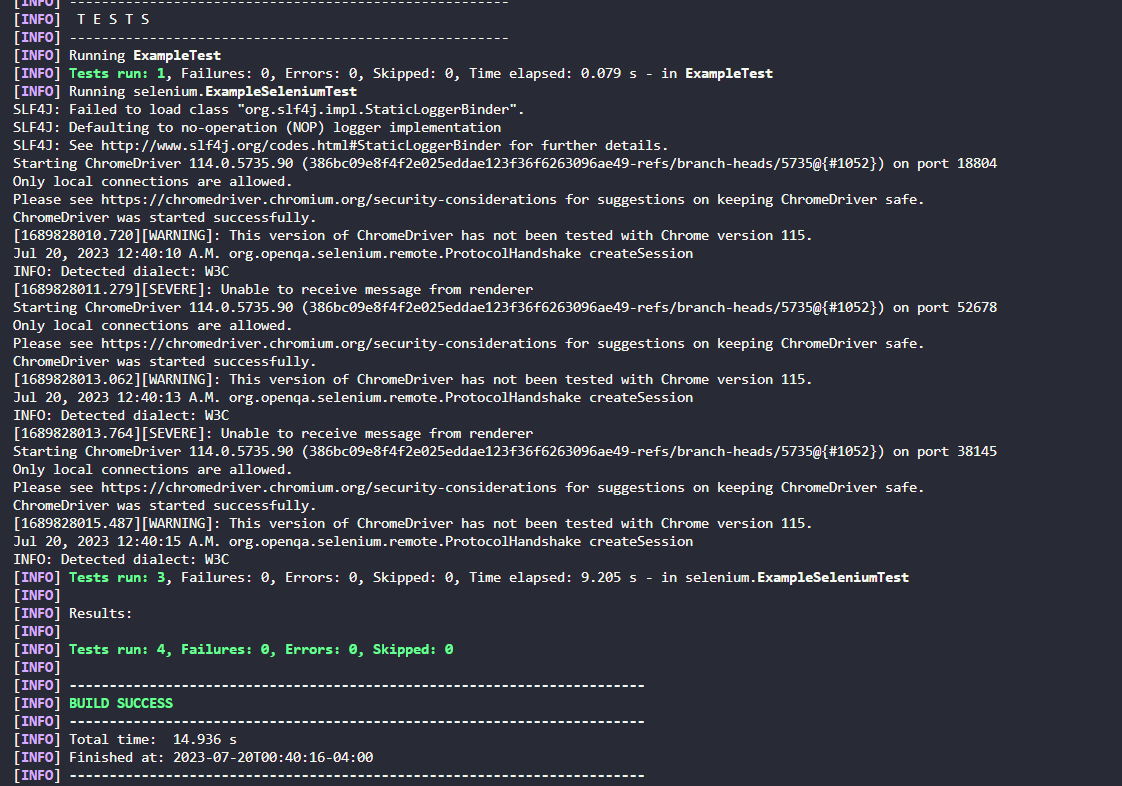 [INFO] -------------------------------------------------------
[INFO]  T E S T S
[INFO] -------------------------------------------------------
[INFO] Running ExampleTest
[INFO] Tests run: 1, Failures: 0, Errors: 0, Skipped: 0, Time elapsed: 0.079 s - in ExampleTest
[INFO] Running selenium.ExampleSeleniumTest
SLF4J: Failed to load class "org.slf4j.impl.StaticLoggerBinder".
SLF4J: Defaulting to no-operation (NOP) logger implementation
SLF4J: See http://www.slf4j.org/codes.html#StaticLoggerBinder for further details.
Starting ChromeDriver 114.0.5735.90 (386bc09e8f4f2e025eddae123f36f6263096ae49-refs/branch-heads/5735@{#1052}) on port 18804
Only local connections are allowed.
Please see https://chromedriver.chromium.org/security-considerations for suggestions on keeping ChromeDriver safe.
ChromeDriver was started successfully.
[1689828010.720][WARNING]: This version of ChromeDriver has not been tested with Chrome version 115.
Jul 20, 2023 12:40:10 A.M. org.openqa.selenium.remote.ProtocolHandshake createSession
INFO: Detected dialect: W3C
[1689828011.279][SEVERE]: Unable to receive message from renderer
Starting ChromeDriver 114.0.5735.90 (386bc09e8f4f2e025eddae123f36f6263096ae49-refs/branch-heads/5735@{#1052}) on port 52678
Only local connections are allowed.
Please see https://chromedriver.chromium.org/security-considerations for suggestions on keeping ChromeDriver safe.
ChromeDriver was started successfully.
[1689828013.062][WARNING]: This version of ChromeDriver has not been tested with Chrome version 115.
Jul 20, 2023 12:40:13 A.M. org.openqa.selenium.remote.ProtocolHandshake createSession
INFO: Detected dialect: W3C
[1689828013.764][SEVERE]: Unable to receive message from renderer
Starting ChromeDriver 114.0.5735.90 (386bc09e8f4f2e025eddae123f36f6263096ae49-refs/branch-heads/5735@{#1052}) on port 38145
Only local connections are allowed.
Please see https://chromedriver.chromium.org/security-considerations for suggestions on keeping ChromeDriver safe.
ChromeDriver was started successfully.
[1689828015.487][WARNING]: This version of ChromeDriver has not been tested with Chrome version 115.
Jul 20, 2023 12:40:15 A.M. org.openqa.selenium.remote.ProtocolHandshake createSession
INFO: Detected dialect: W3C
[INFO] Tests run: 3, Failures: 0, Errors: 0, Skipped: 0, Time elapsed: 9.205 s - in selenium.ExampleSeleniumTest
[INFO]
[INFO] Results:
[INFO]
[INFO] Tests run: 4, Failures: 0, Errors: 0, Skipped: 0
[INFO]
[INFO] ------------------------------------------------------------------------
[INFO] BUILD SUCCESS
[INFO] ------------------------------------------------------------------------
[INFO] Total time:  14.936 s
[INFO] Finished at: 2023-07-20T00:40:16-04:00
[INFO] ------------------------------------------------------------------------